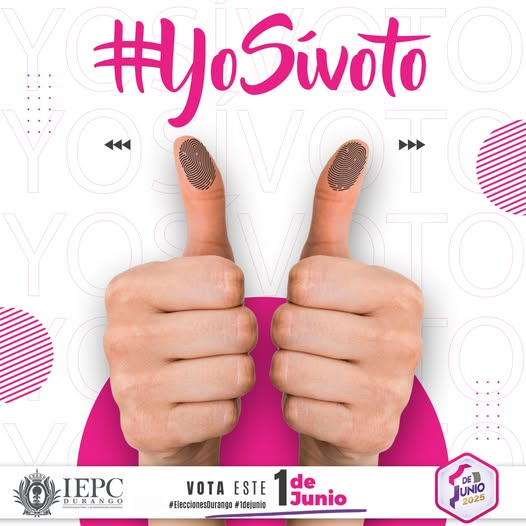 #YoSívoto
YOSÍVOTO
YOSÍVOTO
YOSÍVOTO
YOSÍVOTO
IEPC
DURANGO
VOTA ESTE
#EleccionesDurango #1dejunio
1 de
Junio
1 DE
JUNIO
2025